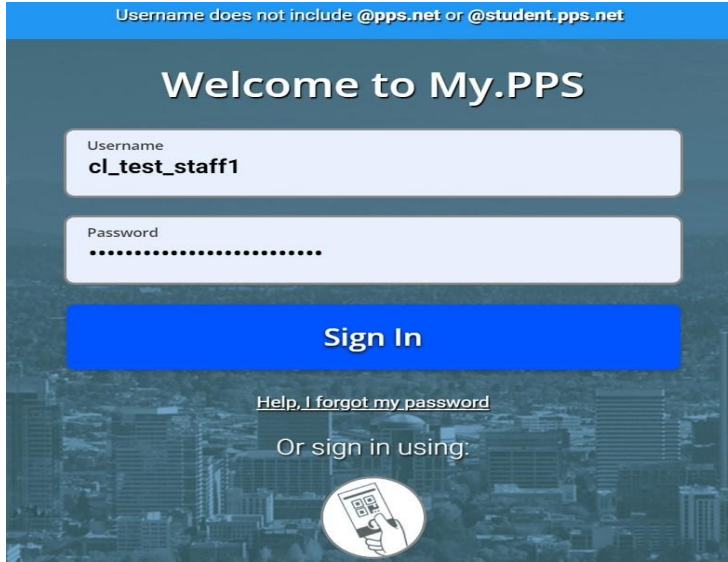 Username does not include @pps.net or @student.pps.net
Welcome to My.PPS
Username
cl_test_staff1
Password
••••••••••••••••••••••••••
Sign In
Help, I forgot my password
Or sign in using: